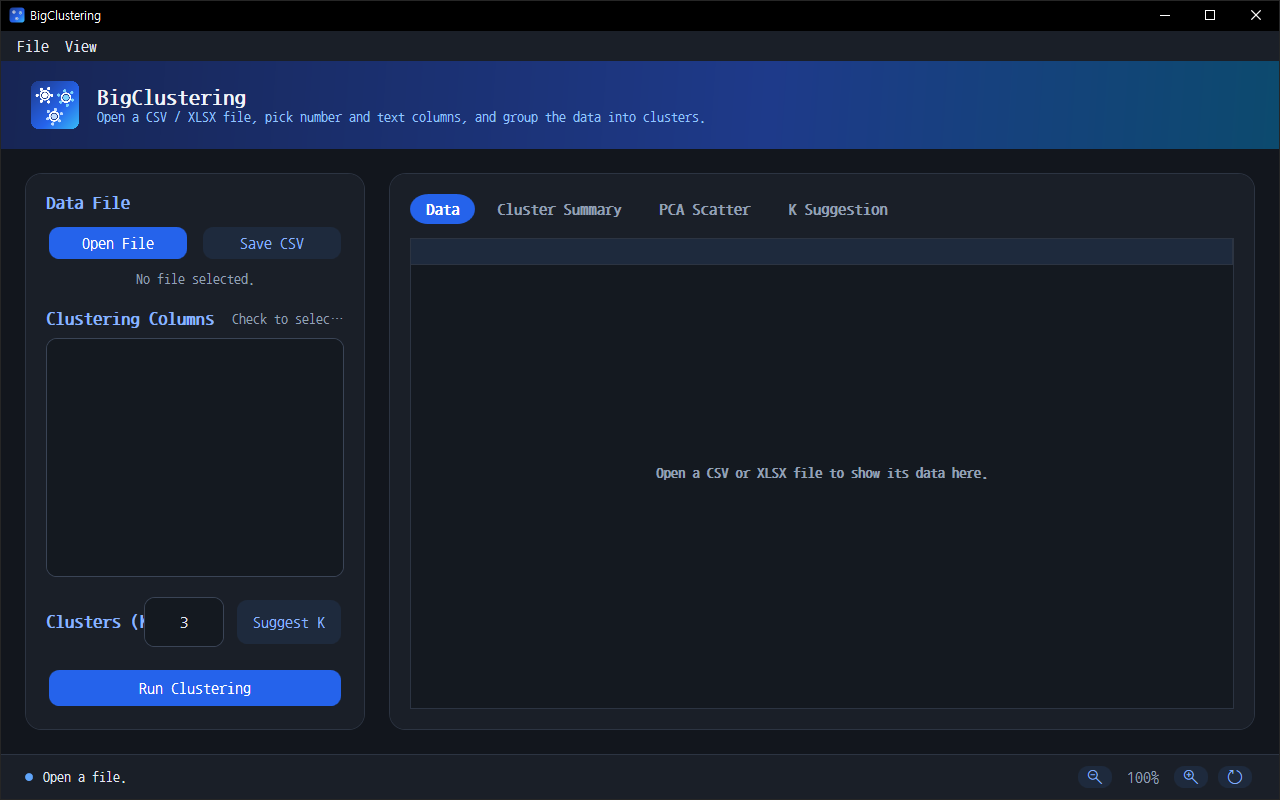 BigClustering
File View
BigClustering
Open a CSV / XLSX file, pick number and text columns, and group the data into clusters.
Data File
Open File Save CSV
No file selected.
Clustering Columns Check to selec…
Clusters (K 3 Suggest K
Run Clustering
Data Cluster Summary PCA Scatter K Suggestion
Open a CSV or XLSX file to show its data here.
Open a file. 100%